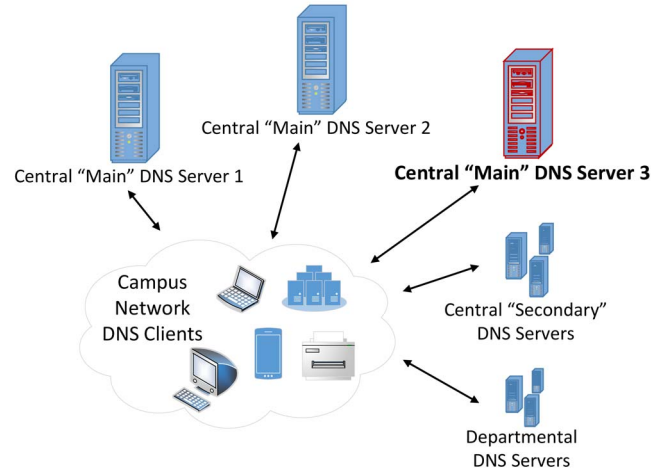 Central “Main” DNS Server 1
Central “Main” DNS Server 2
Central “Main” DNS Server 3
Campus
Network
DNS Clients
Central “Secondary”
DNS Servers
Departmental
DNS Servers